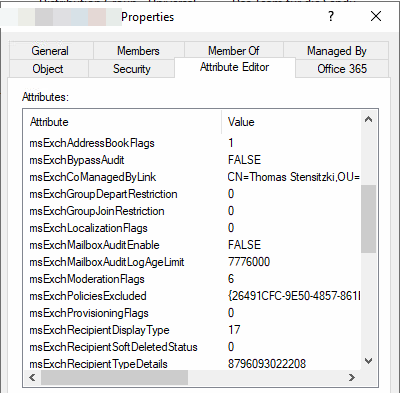 Properties
General Members Member Of Managed By
Object Security Attribute Editor Office 365
Attributes:
Attribute Value
msExchAddressBookFlags 1
msExchBypassAudit FALSE
msExchCoManagedByLink CN=Thomas Stensitzki,OU=
msExchGroupDepartRestriction 0
msExchGroupJoinRestriction 0
msExchLocalizationFlags 0
msExchMailboxAuditEnable FALSE
msExchMailboxAuditLogAgeLimit 7776000
msExchModerationFlags 6
msExchPoliciesExcluded {26491CFC-9E50-4857-861
msExchProvisioningFlags 0
msExchRecipientDisplayType 17
msExchRecipientSoftDeletedStatus 0
msExchRecipientTypeDetails 8796093022208